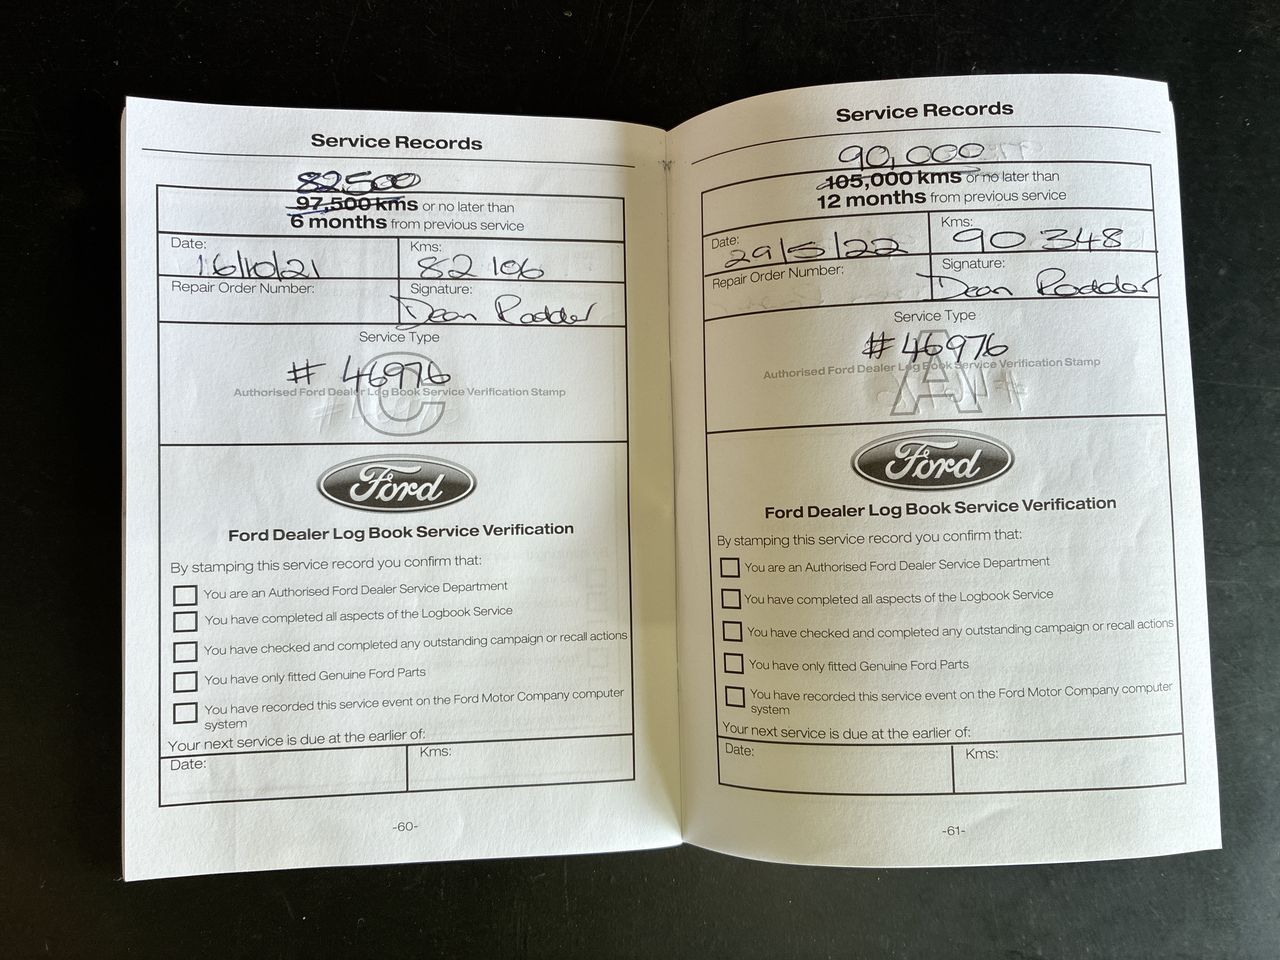 Service Records
82,500
97,500 kms or no later than
6 months from previous service
Date:
16/10/21
Kms:
82 106
Repair Order Number:
Signature:
Dean Rodder
Service Type
# 46976
C
Authorised Ford Dealer Log Book Service Verification Stamp
Ford
Ford Dealer Log Book Service Verification
By stamping this service record you confirm that:
You are an Authorised Ford Dealer Service Department
You have completed all aspects of the Logbook Service
You have checked and completed any outstanding campaign or recall actions
You have only fitted Genuine Ford Parts
You have recorded this service event on the Ford Motor Company computer
system
Your next service is due at the earlier of:
Date:
Kms:
-60-
Service Records
90,000
105,000 kms or no later than
12 months from previous service
Date:
29/5/22
Kms:
90 348
Repair Order Number:
Signature:
Dean Rodder
Service Type
# 46976
A
Authorised Ford Dealer Log Book Service Verification Stamp
Ford
Ford Dealer Log Book Service Verification
By stamping this service record you confirm that:
You are an Authorised Ford Dealer Service Department
You have completed all aspects of the Logbook Service
You have checked and completed any outstanding campaign or recall actions
You have only fitted Genuine Ford Parts
You have recorded this service event on the Ford Motor Company computer
system
Your next service is due at the earlier of:
Date:
Kms:
-61-